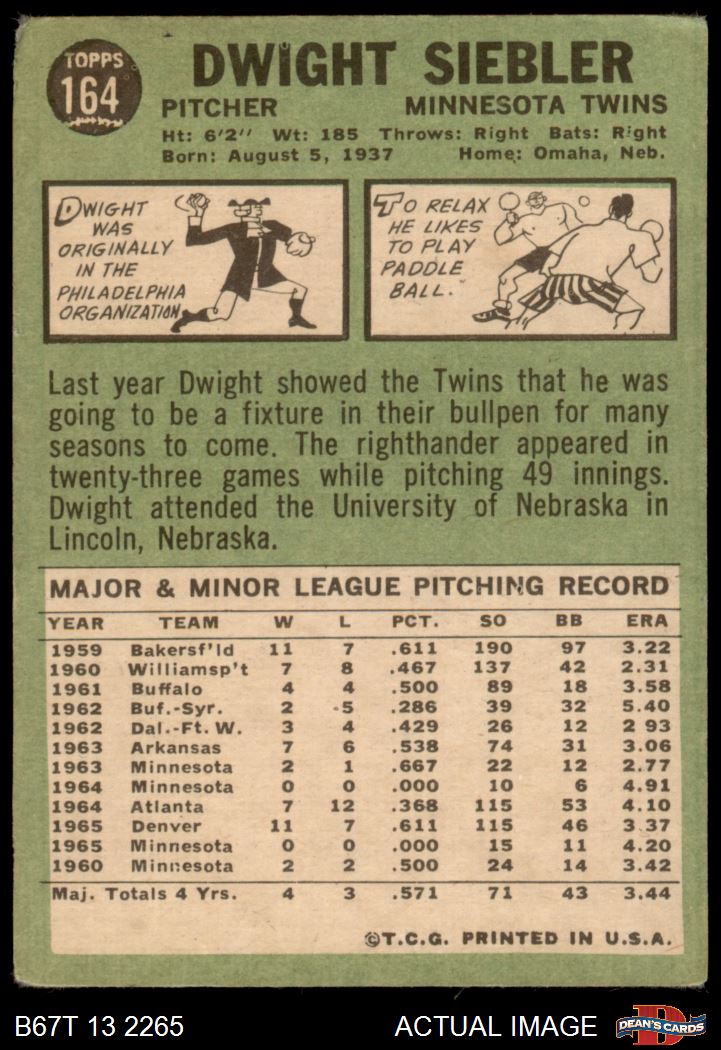 TOPPS
164
DWIGHT SIEBLER
PITCHER MINNESOTA TWINS
Ht: 6'2" Wt: 185 Throws: Right Bats: Right
Born: August 5, 1937 Home: Omaha, Neb.
DWIGHT
WAS
ORIGINALLY
IN THE
PHILADELPHIA
ORGANIZATION.
TO RELAX
HE LIKES
TO PLAY
PADDLE
BALL.
Last year Dwight showed the Twins that he was
going to be a fixture in their bullpen for many
seasons to come. The righthander appeared in
twenty-three games while pitching 49 innings.
Dwight attended the University of Nebraska in
Lincoln, Nebraska.
MAJOR & MINOR LEAGUE PITCHING RECORD
YEAR TEAM W L PCT. SO BB ERA
1959 Bakersf'ld 11 7 .611 190 97 3.22
1960 Williamsp't 7 8 .467 137 42 2.31
1961 Buffalo 4 4 .500 89 18 3.58
1962 Buf.-Syr. 2 5 .286 39 32 5.40
1962 Dal.-Ft. W. 3 4 .429 26 12 2 93
1963 Arkansas 7 6 .538 74 31 3.06
1963 Minnesota 2 1 .667 22 12 2.77
1964 Minnesota 0 0 .000 10 6 4.91
1964 Atlanta 7 12 .368 115 53 4.10
1965 Denver 11 7 .611 115 46 3.37
1965 Minnesota 0 0 .000 15 11 4.20
1960 Minnesota 2 2 .500 24 14 3.42
Maj. Totals 4 Yrs. 4 3 .571 71 43 3.44
©T.C.G. PRINTED IN U.S.A.
B67T 13 2265 ACTUAL IMAGE
D
DEAN'S CARDS